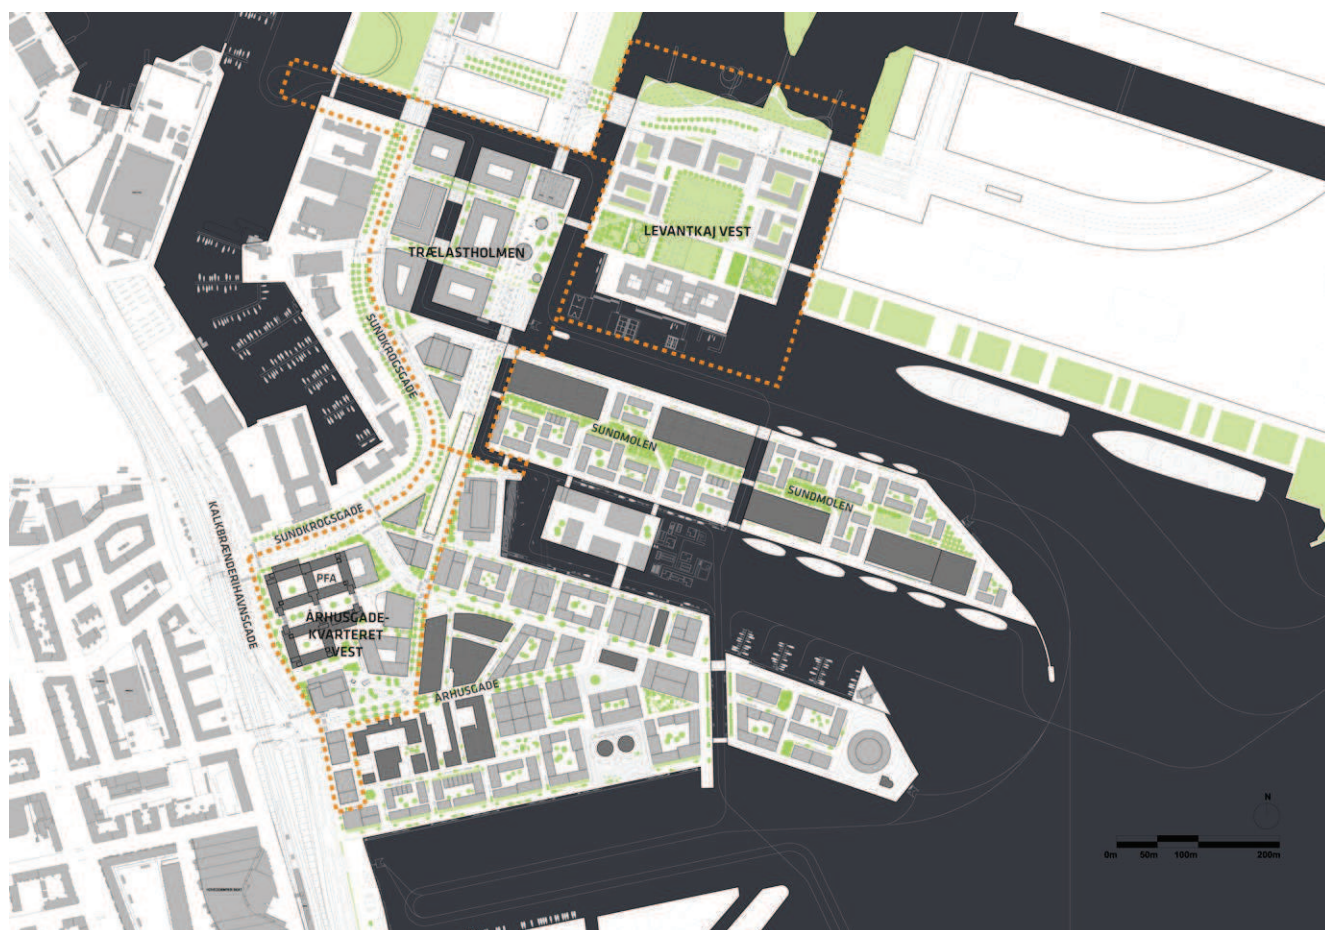 LEVANTKAJ VEST
TRÆLASTHOLMEN
SUNDKROGSGADE
SUNDMOLEN
SUNDMOLEN
KALKBRÆNDERIHAVNSGADE
SUNDKROGSGADE
PFA
ÅRHUSGADE-
KVARTERET
VEST
ÅRHUSGADE
N
0m 50m 100m 200m